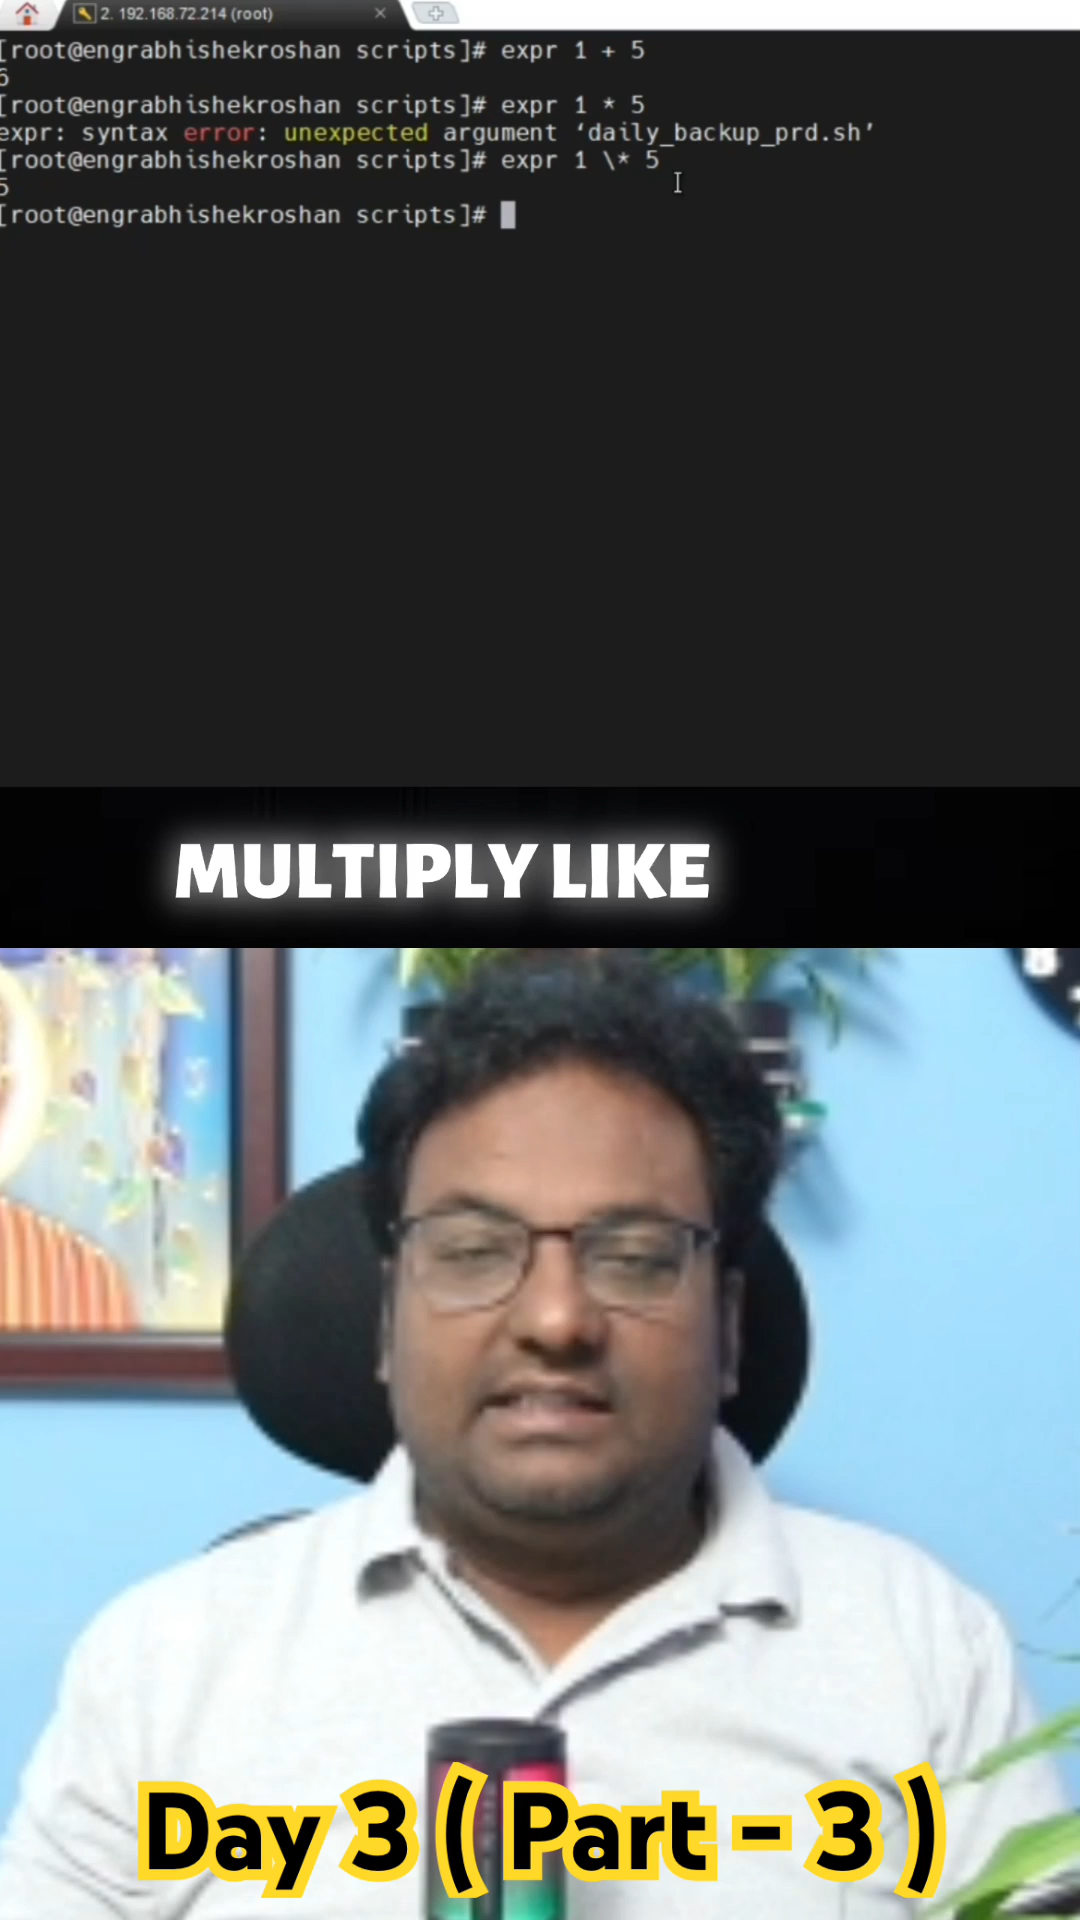 2. 192.168.72.214 (root)
[root@engrabhishekroshan scripts]# expr 1 + 5
6
[root@engrabhishekroshan scripts]# expr 1 * 5
expr: syntax error: unexpected argument ‘daily_backup_prd.sh’
[root@engrabhishekroshan scripts]# expr 1 \* 5
5
[root@engrabhishekroshan scripts]#
MULTIPLY LIKE
Day 3 ( Part - 3 )